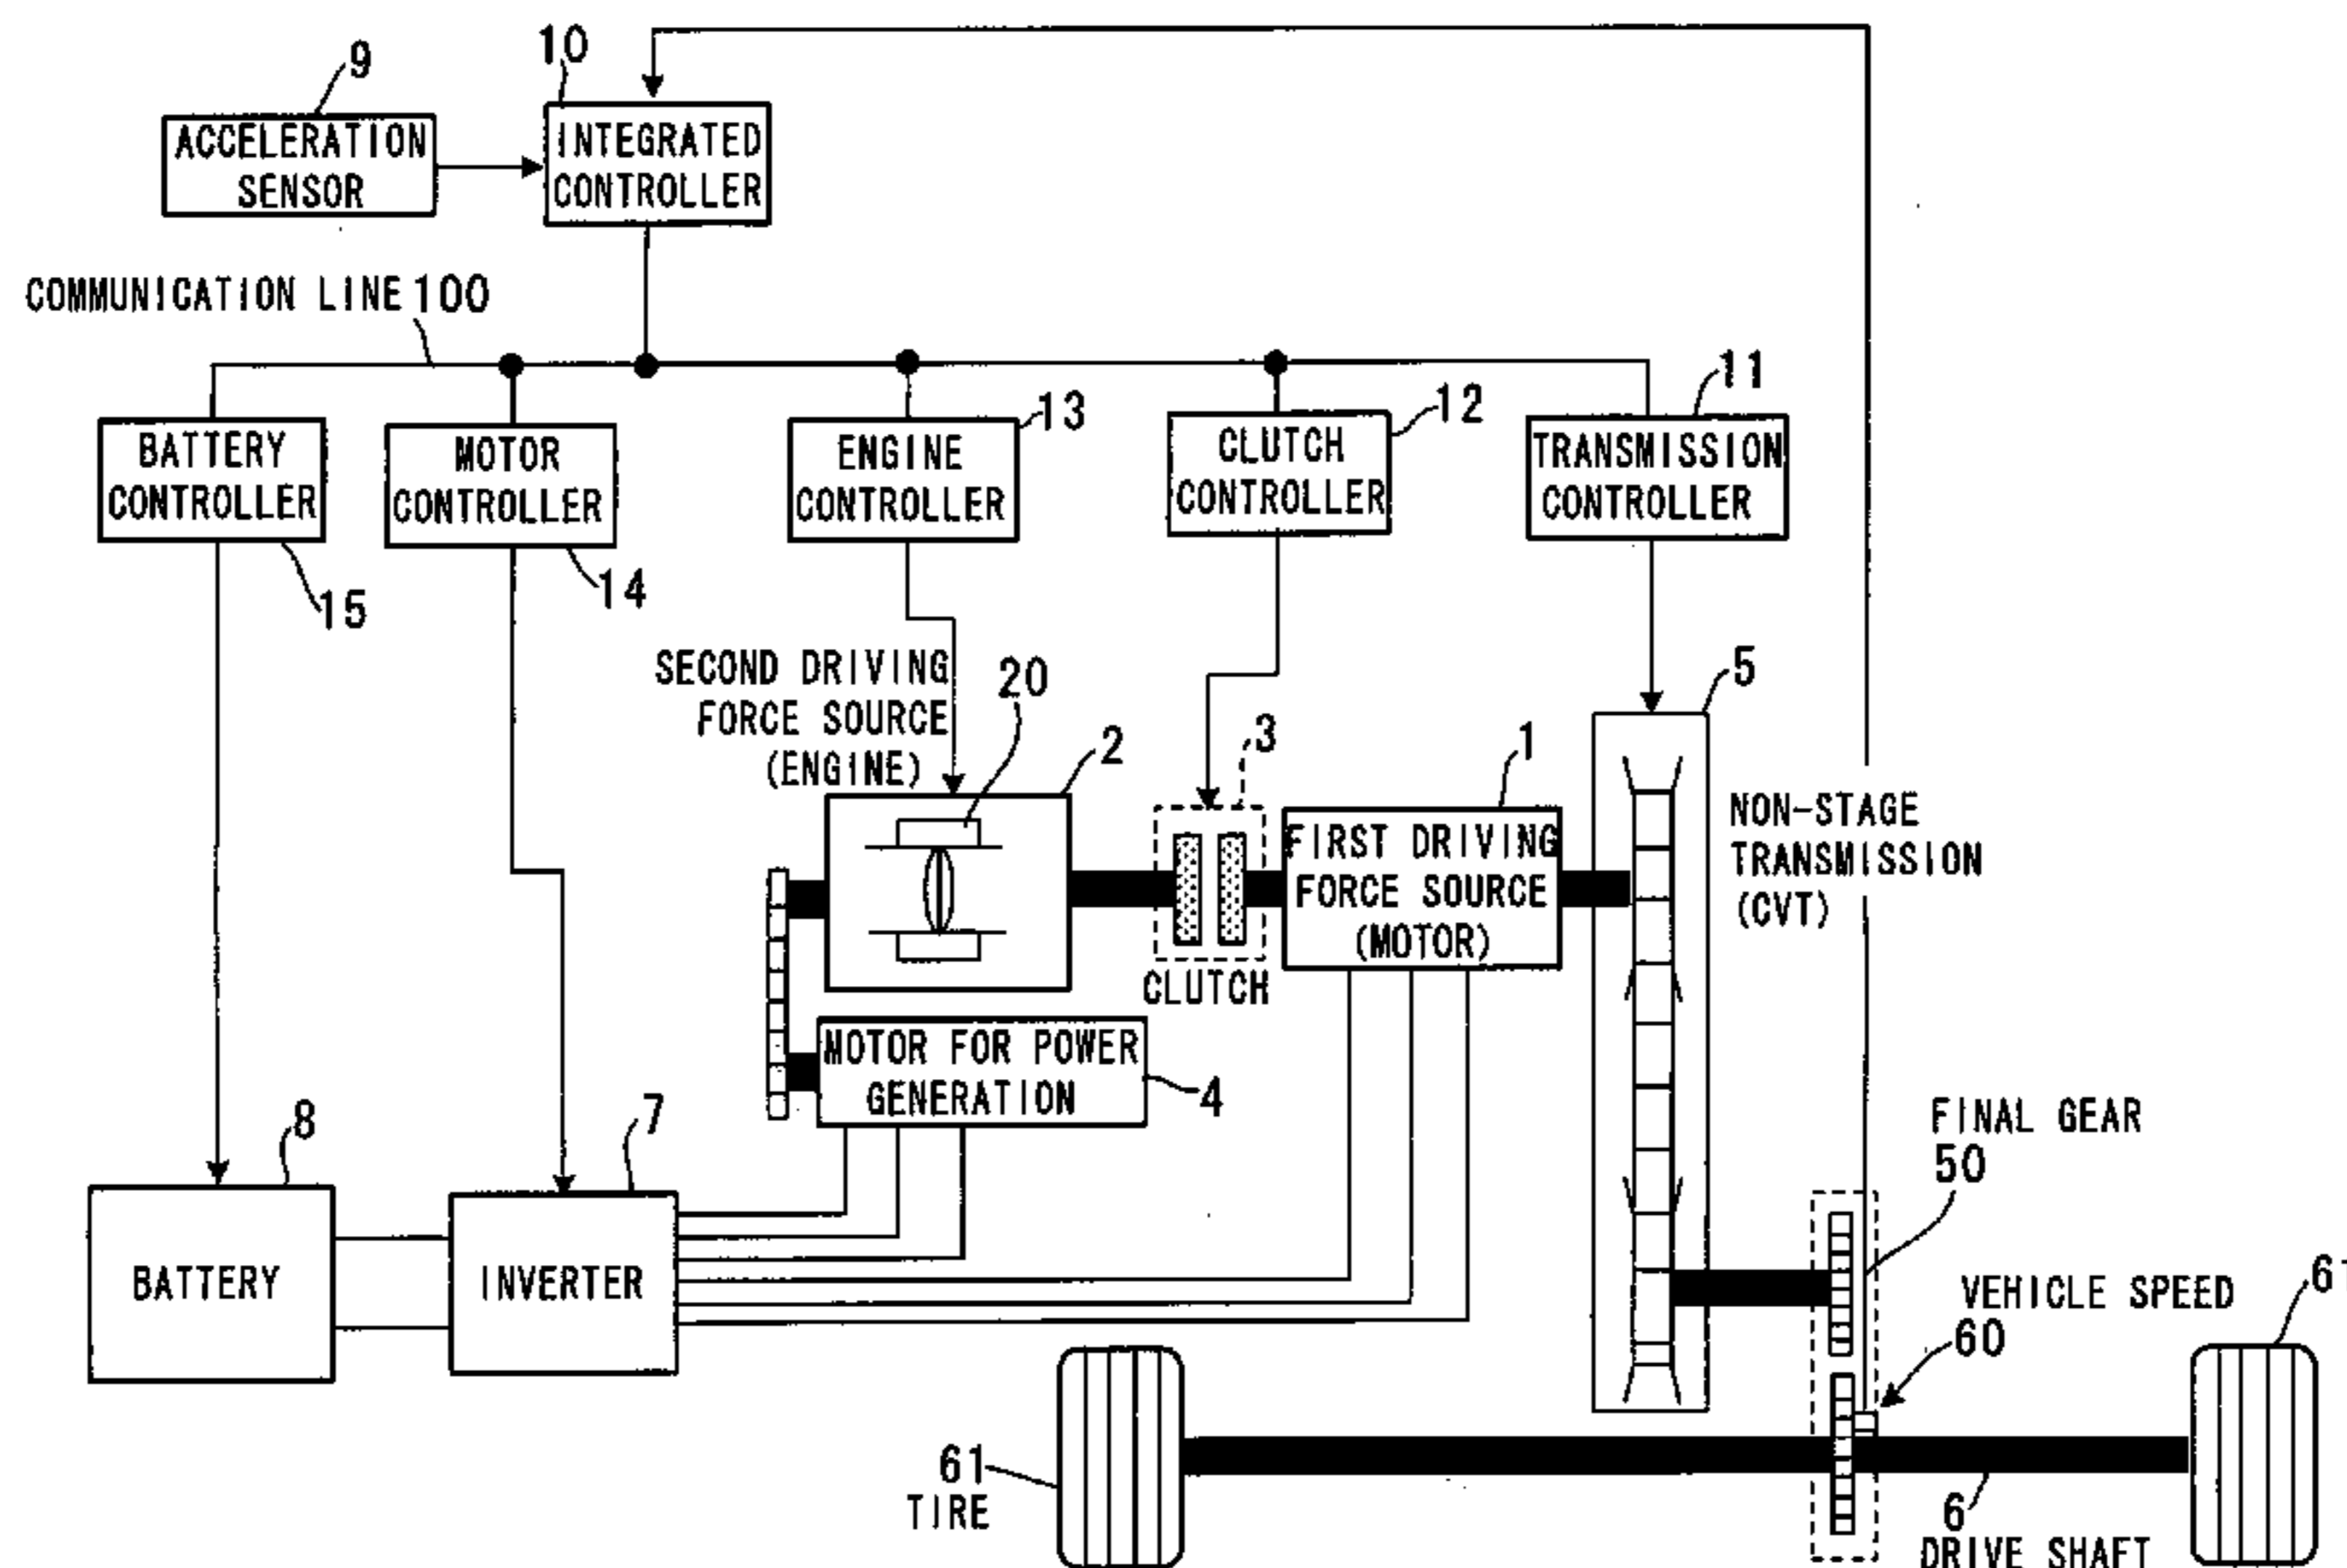 9
10
ACCELERATION
SENSOR
INTEGRATED
CONTROLLER
COMMUNICATION LINE 100
11
12
13
BATTERY
CONTROLLER
MOTOR
CONTROLLER
ENGINE
CONTROLLER
CLUTCH
CONTROLLER
TRANSMISSION
CONTROLLER
15
14
SECOND DRIVING
FORCE SOURCE
(ENGINE)
20
2
3
1
5
FIRST DRIVING
FORCE SOURCE
(MOTOR)
NON-STAGE
TRANSMISSION
(CVT)
CLUTCH
MOTOR FOR POWER
GENERATION
4
8
7
BATTERY
INVERTER
FINAL GEAR
50
VEHICLE SPEED
60
61
61
TIRE
6
DRIVE SHAFT